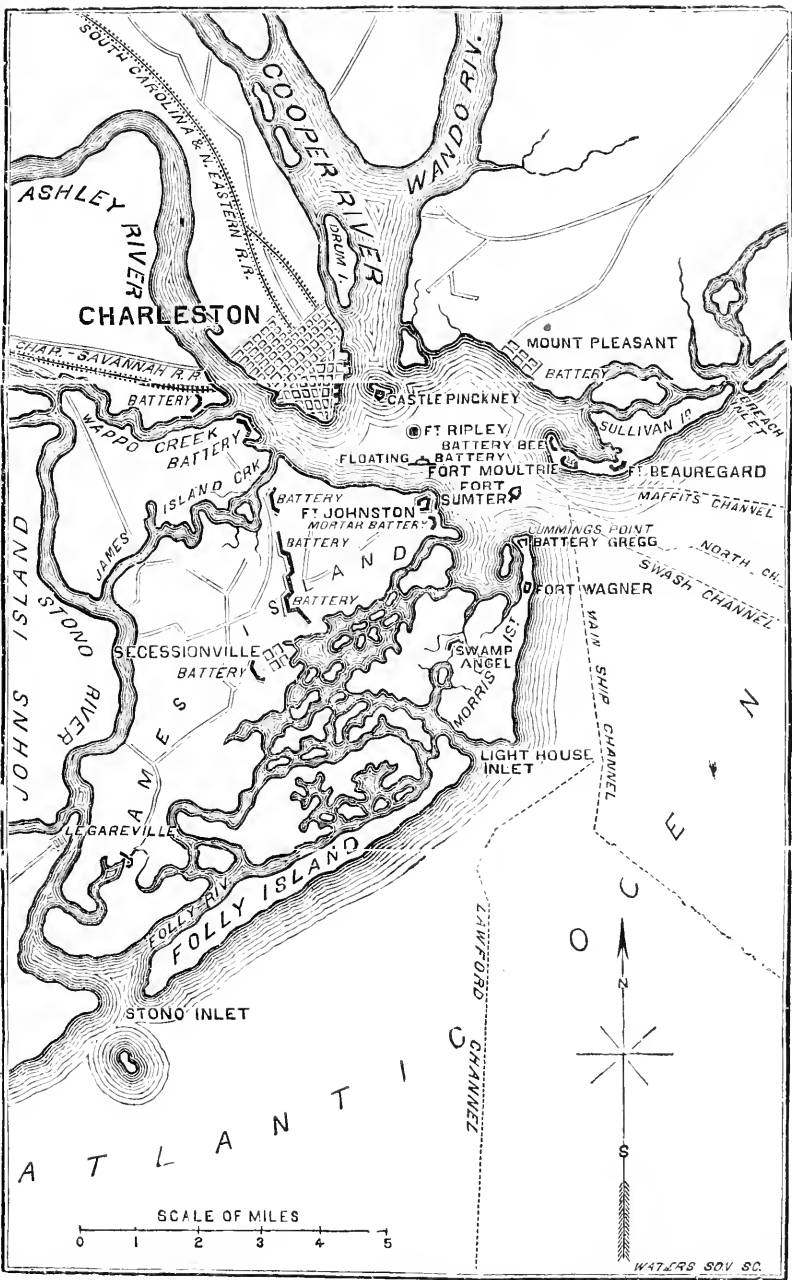 SOUTH CAROLINA & N. EASTERN R.R.
COOPER RIVER
WANDO RIV.
ASHLEY RIVER
DRUM I.
CHARLESTON
MOUNT PLEASANT
BATTERY
CHAR.-SAVANNAH R.R.
BATTERY
CASTLE PINCKNEY
WAPPO
CREEK
BATTERY
FT. RIPLEY
SULLIVAN ID.
BREACH INLET
BATTERY BEE
FLOATING BATTERY
FORT MOULTRIE
FT. BEAUREGARD
FORT SUMTER
MAFFITS CHANNEL
JAMES ISLAND CRK
BATTERY
FT. JOHNSTON
MORTAR BATTERY
BATTERY
CUMMINGS POINT
BATTERY GREGG
NORTH CH.
SWASH CHANNEL
FORT WAGNER
BATTERY
JOHNS ISLAND
STONO RIVER
JAMES ISLAND
SECESSIONVILLE
BATTERY
SWAMP ANGEL
MORRIS IST
MAIN SHIP CHANNEL
LIGHT HOUSE INLET
LEGAREVILLE
FOLLY RIV.
FOLLY ISLAND
LAWFORD CHANNEL
STONO INLET
ATLANTIC OCEAN
N
S
SCALE OF MILES
0 1 2 3 4 5
WATERS SON SC.